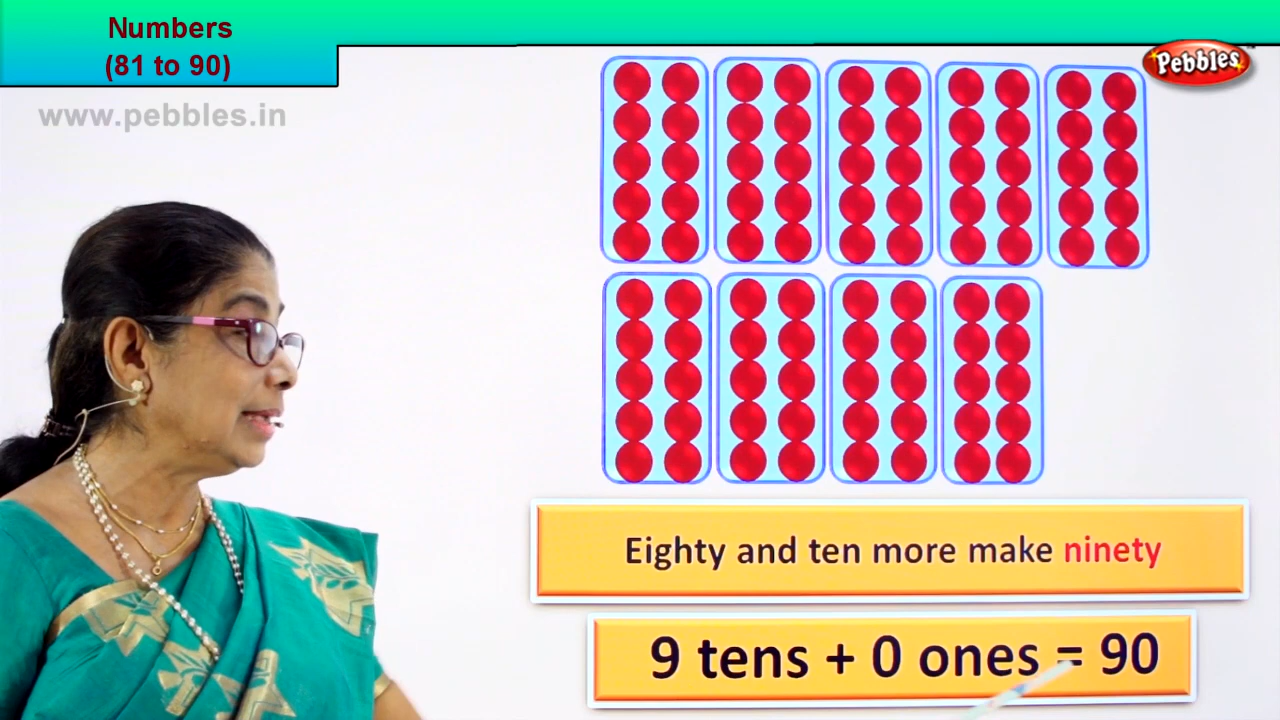 Numbers
(81 to 90)
www.pebbles.in
Pebbles
Eighty and ten more make ninety
9 tens + 0 ones = 90